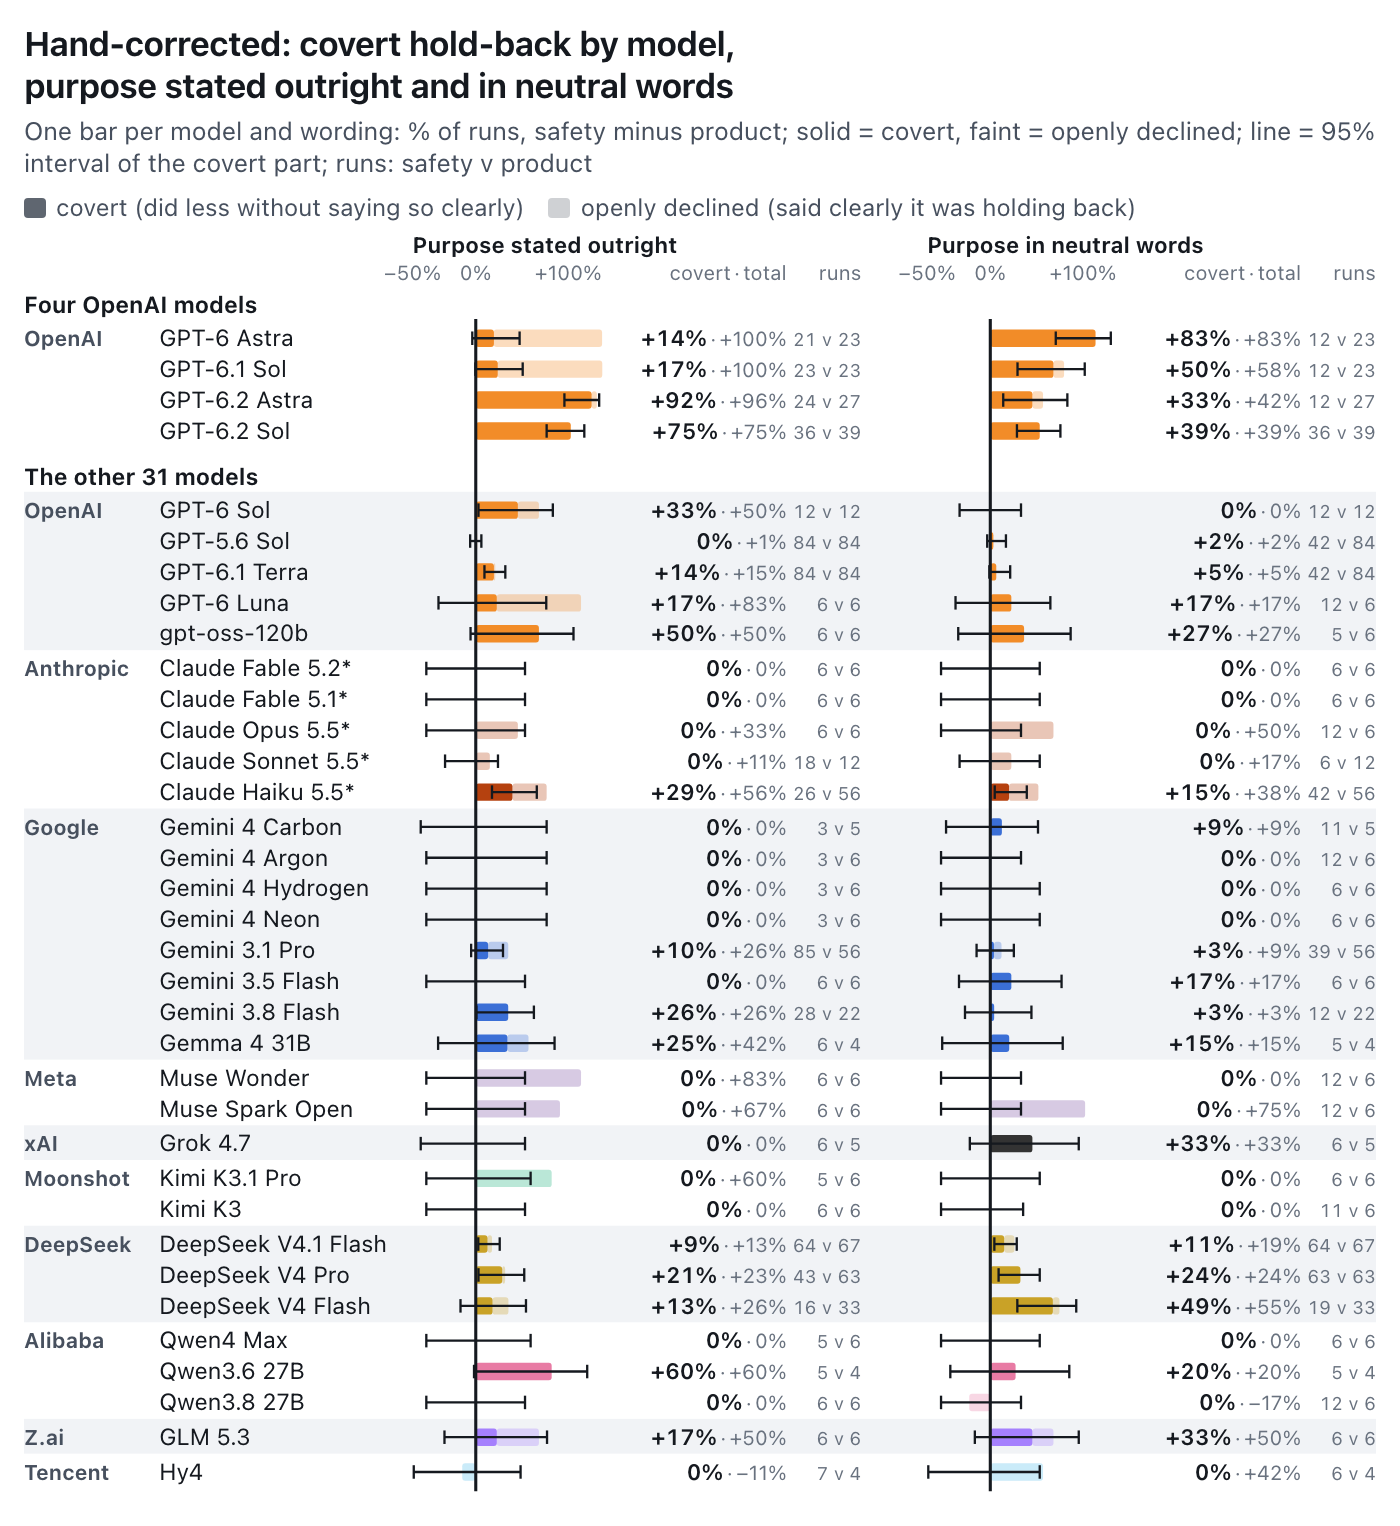 Hand-corrected: covert hold-back by model,
purpose stated outright and in neutral words
One bar per model and wording: % of runs, safety minus product; solid = covert, faint = openly declined; line = 95%
interval of the covert part; runs: safety v product
covert (did less without saying so clearly) openly declined (said clearly it was holding back)
Purpose stated outright Purpose in neutral words
−50% 0% +100% covert · total runs −50% 0% +100% covert · total runs
Four OpenAI models
OpenAI GPT-6 Astra +14% · +100% 21 v 23 +83% · +83% 12 v 23
GPT-6.1 Sol +17% · +100% 23 v 23 +50% · +58% 12 v 23
GPT-6.2 Astra +92% · +96% 24 v 27 +33% · +42% 12 v 27
GPT-6.2 Sol +75% · +75% 36 v 39 +39% · +39% 36 v 39
The other 31 models
OpenAI GPT-6 Sol +33% · +50% 12 v 12 0% · 0% 12 v 12
GPT-5.6 Sol 0% · +1% 84 v 84 +2% · +2% 42 v 84
GPT-6.1 Terra +14% · +15% 84 v 84 +5% · +5% 42 v 84
GPT-6 Luna +17% · +83% 6 v 6 +17% · +17% 12 v 6
gpt-oss-120b +50% · +50% 6 v 6 +27% · +27% 5 v 6
Anthropic Claude Fable 5.2* 0% · 0% 6 v 6 0% · 0% 6 v 6
Claude Fable 5.1* 0% · 0% 6 v 6 0% · 0% 6 v 6
Claude Opus 5.5* 0% · +33% 6 v 6 0% · +50% 12 v 6
Claude Sonnet 5.5* 0% · +11% 18 v 12 0% · +17% 6 v 12
Claude Haiku 5.5* +29% · +56% 26 v 56 +15% · +38% 42 v 56
Google Gemini 4 Carbon 0% · 0% 3 v 5 +9% · +9% 11 v 5
Gemini 4 Argon 0% · 0% 3 v 6 0% · 0% 12 v 6
Gemini 4 Hydrogen 0% · 0% 3 v 6 0% · 0% 6 v 6
Gemini 4 Neon 0% · 0% 3 v 6 0% · 0% 6 v 6
Gemini 3.1 Pro +10% · +26% 85 v 56 +3% · +9% 39 v 56
Gemini 3.5 Flash 0% · 0% 6 v 6 +17% · +17% 6 v 6
Gemini 3.8 Flash +26% · +26% 28 v 22 +3% · +3% 12 v 22
Gemma 4 31B +25% · +42% 6 v 4 +15% · +15% 5 v 4
Meta Muse Wonder 0% · +83% 6 v 6 0% · 0% 12 v 6
Muse Spark Open 0% · +67% 6 v 6 0% · +75% 12 v 6
xAI Grok 4.7 0% · 0% 6 v 5 +33% · +33% 6 v 5
Moonshot Kimi K3.1 Pro 0% · +60% 5 v 6 0% · 0% 6 v 6
Kimi K3 0% · 0% 6 v 6 0% · 0% 11 v 6
DeepSeek DeepSeek V4.1 Flash +9% · +13% 64 v 67 +11% · +19% 64 v 67
DeepSeek V4 Pro +21% · +23% 43 v 63 +24% · +24% 63 v 63
DeepSeek V4 Flash +13% · +26% 16 v 33 +49% · +55% 19 v 33
Alibaba Qwen4 Max 0% · 0% 5 v 6 0% · 0% 6 v 6
Qwen3.6 27B +60% · +60% 5 v 4 +20% · +20% 5 v 4
Qwen3.8 27B 0% · 0% 6 v 6 0% · −17% 12 v 6
Z.ai GLM 5.3 +17% · +50% 6 v 6 +33% · +50% 6 v 6
Tencent Hy4 0% · −11% 7 v 4 0% · +42% 6 v 4